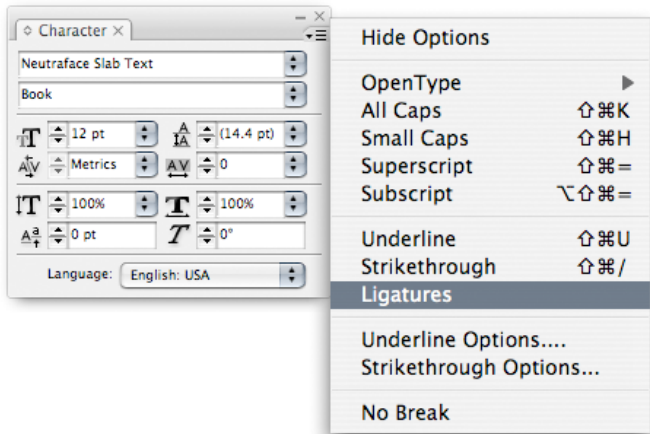 Character
Neutraface Slab Text
Book
12 pt (14.4 pt)
Metrics 0
100% 100%
0 pt 0°
Language: English: USA
Hide Options
OpenType
All Caps ⇧⌘K
Small Caps ⇧⌘H
Superscript ⇧⌘=
Subscript ⌥⇧⌘=
Underline ⇧⌘U
Strikethrough ⇧⌘/
Ligatures
Underline Options....
Strikethrough Options...
No Break